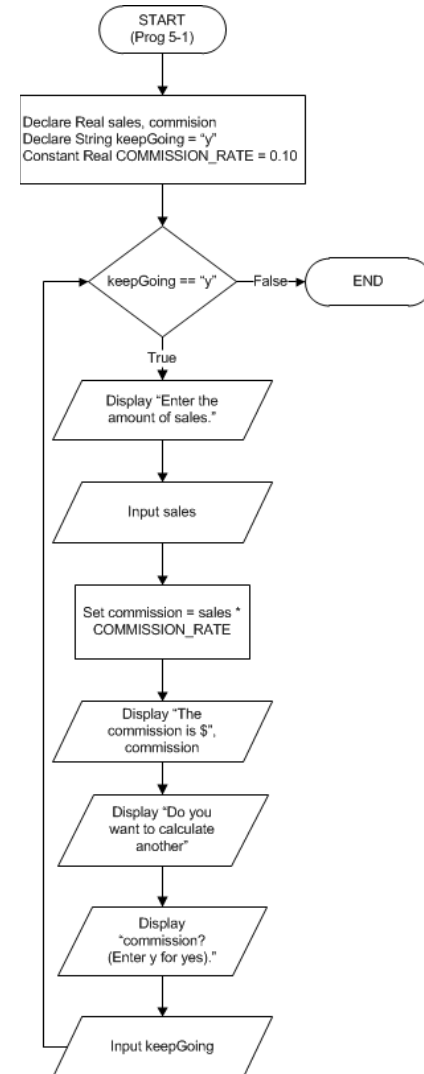 START
(Prog 5-1)
Declare Real sales, commision
Declare String keepGoing = “y”
Constant Real COMMISSION_RATE = 0.10
keepGoing == “y”
False
END
True
Display “Enter the
amount of sales.”
Input sales
Set commission = sales *
COMMISSION_RATE
Display “The
commission is $”,
commission
Display “Do you
want to calculate
another”
Display
“commission?
(Enter y for yes).”
Input keepGoing